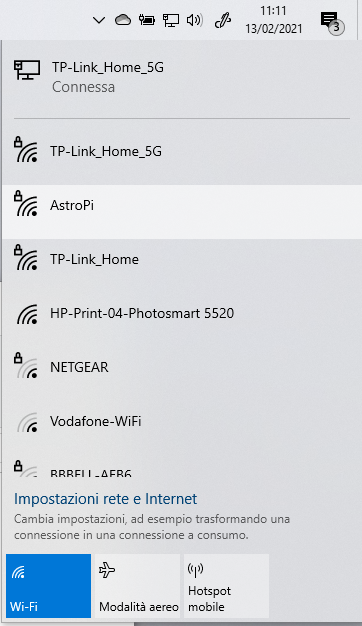 11:11
13/02/2021
3
TP-Link_Home_5G
Connessa
TP-Link_Home_5G
AstroPi
TP-Link_Home
HP-Print-04-Photosmart 5520
NETGEAR
Vodafone-WiFi
Impostazioni rete e Internet
Cambia impostazioni, ad esempio trasformando una
connessione in una connessione a consumo.
Wi-Fi
Modalità aereo
Hotspot
mobile